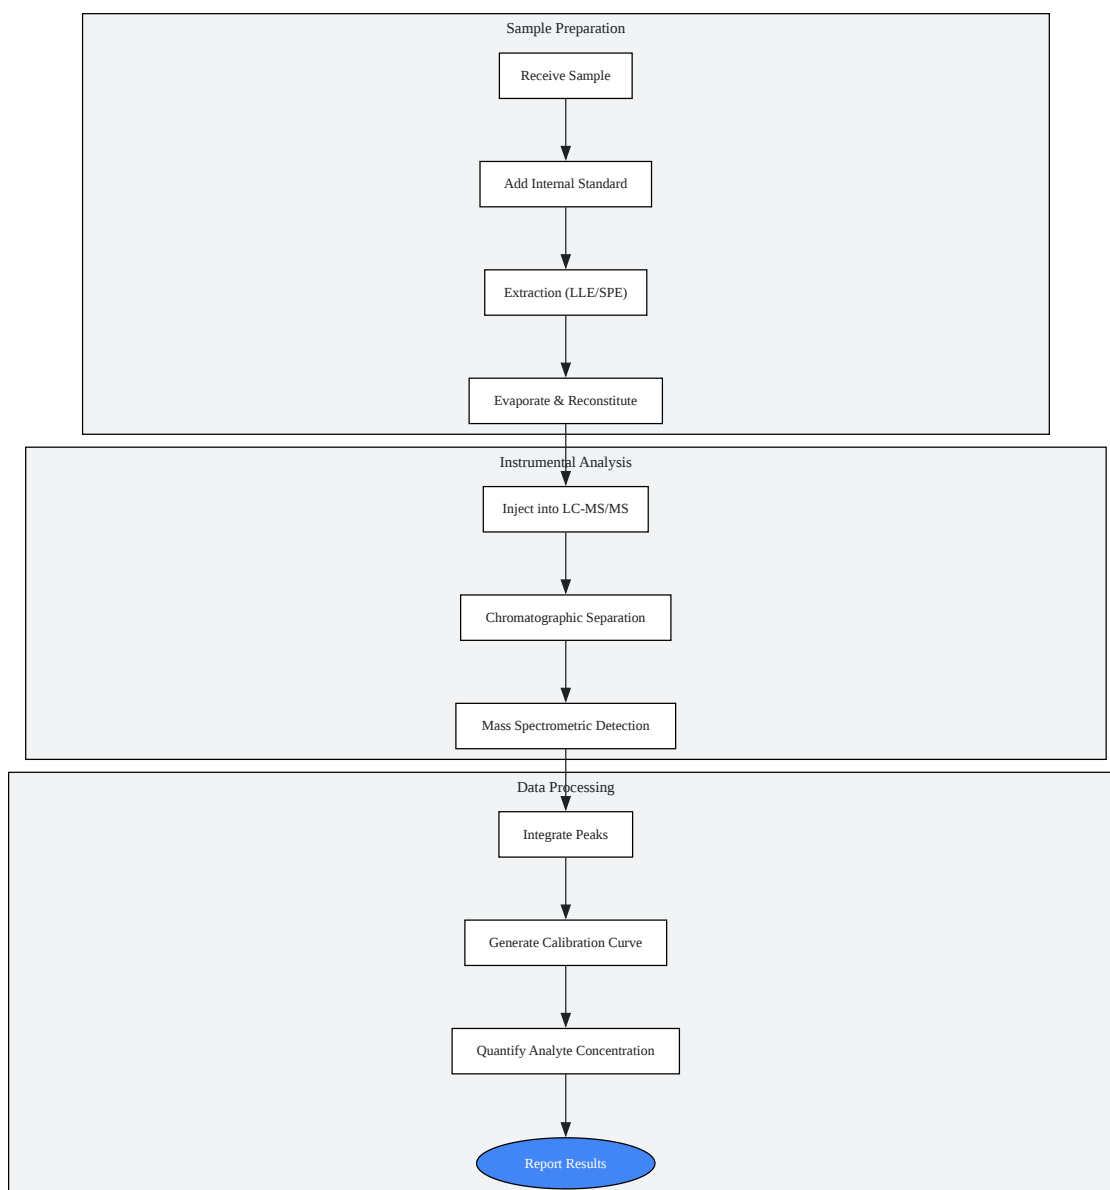 Sample Preparation
Receive Sample
Add Internal Standard
Extraction (LLE/SPE)
Evaporate & Reconstitute
Instrumental Analysis
Inject into LC-MS/MS
Chromatographic Separation
Mass Spectrometric Detection
Data Processing
Integrate Peaks
Generate Calibration Curve
Quantify Analyte Concentration
Report Results